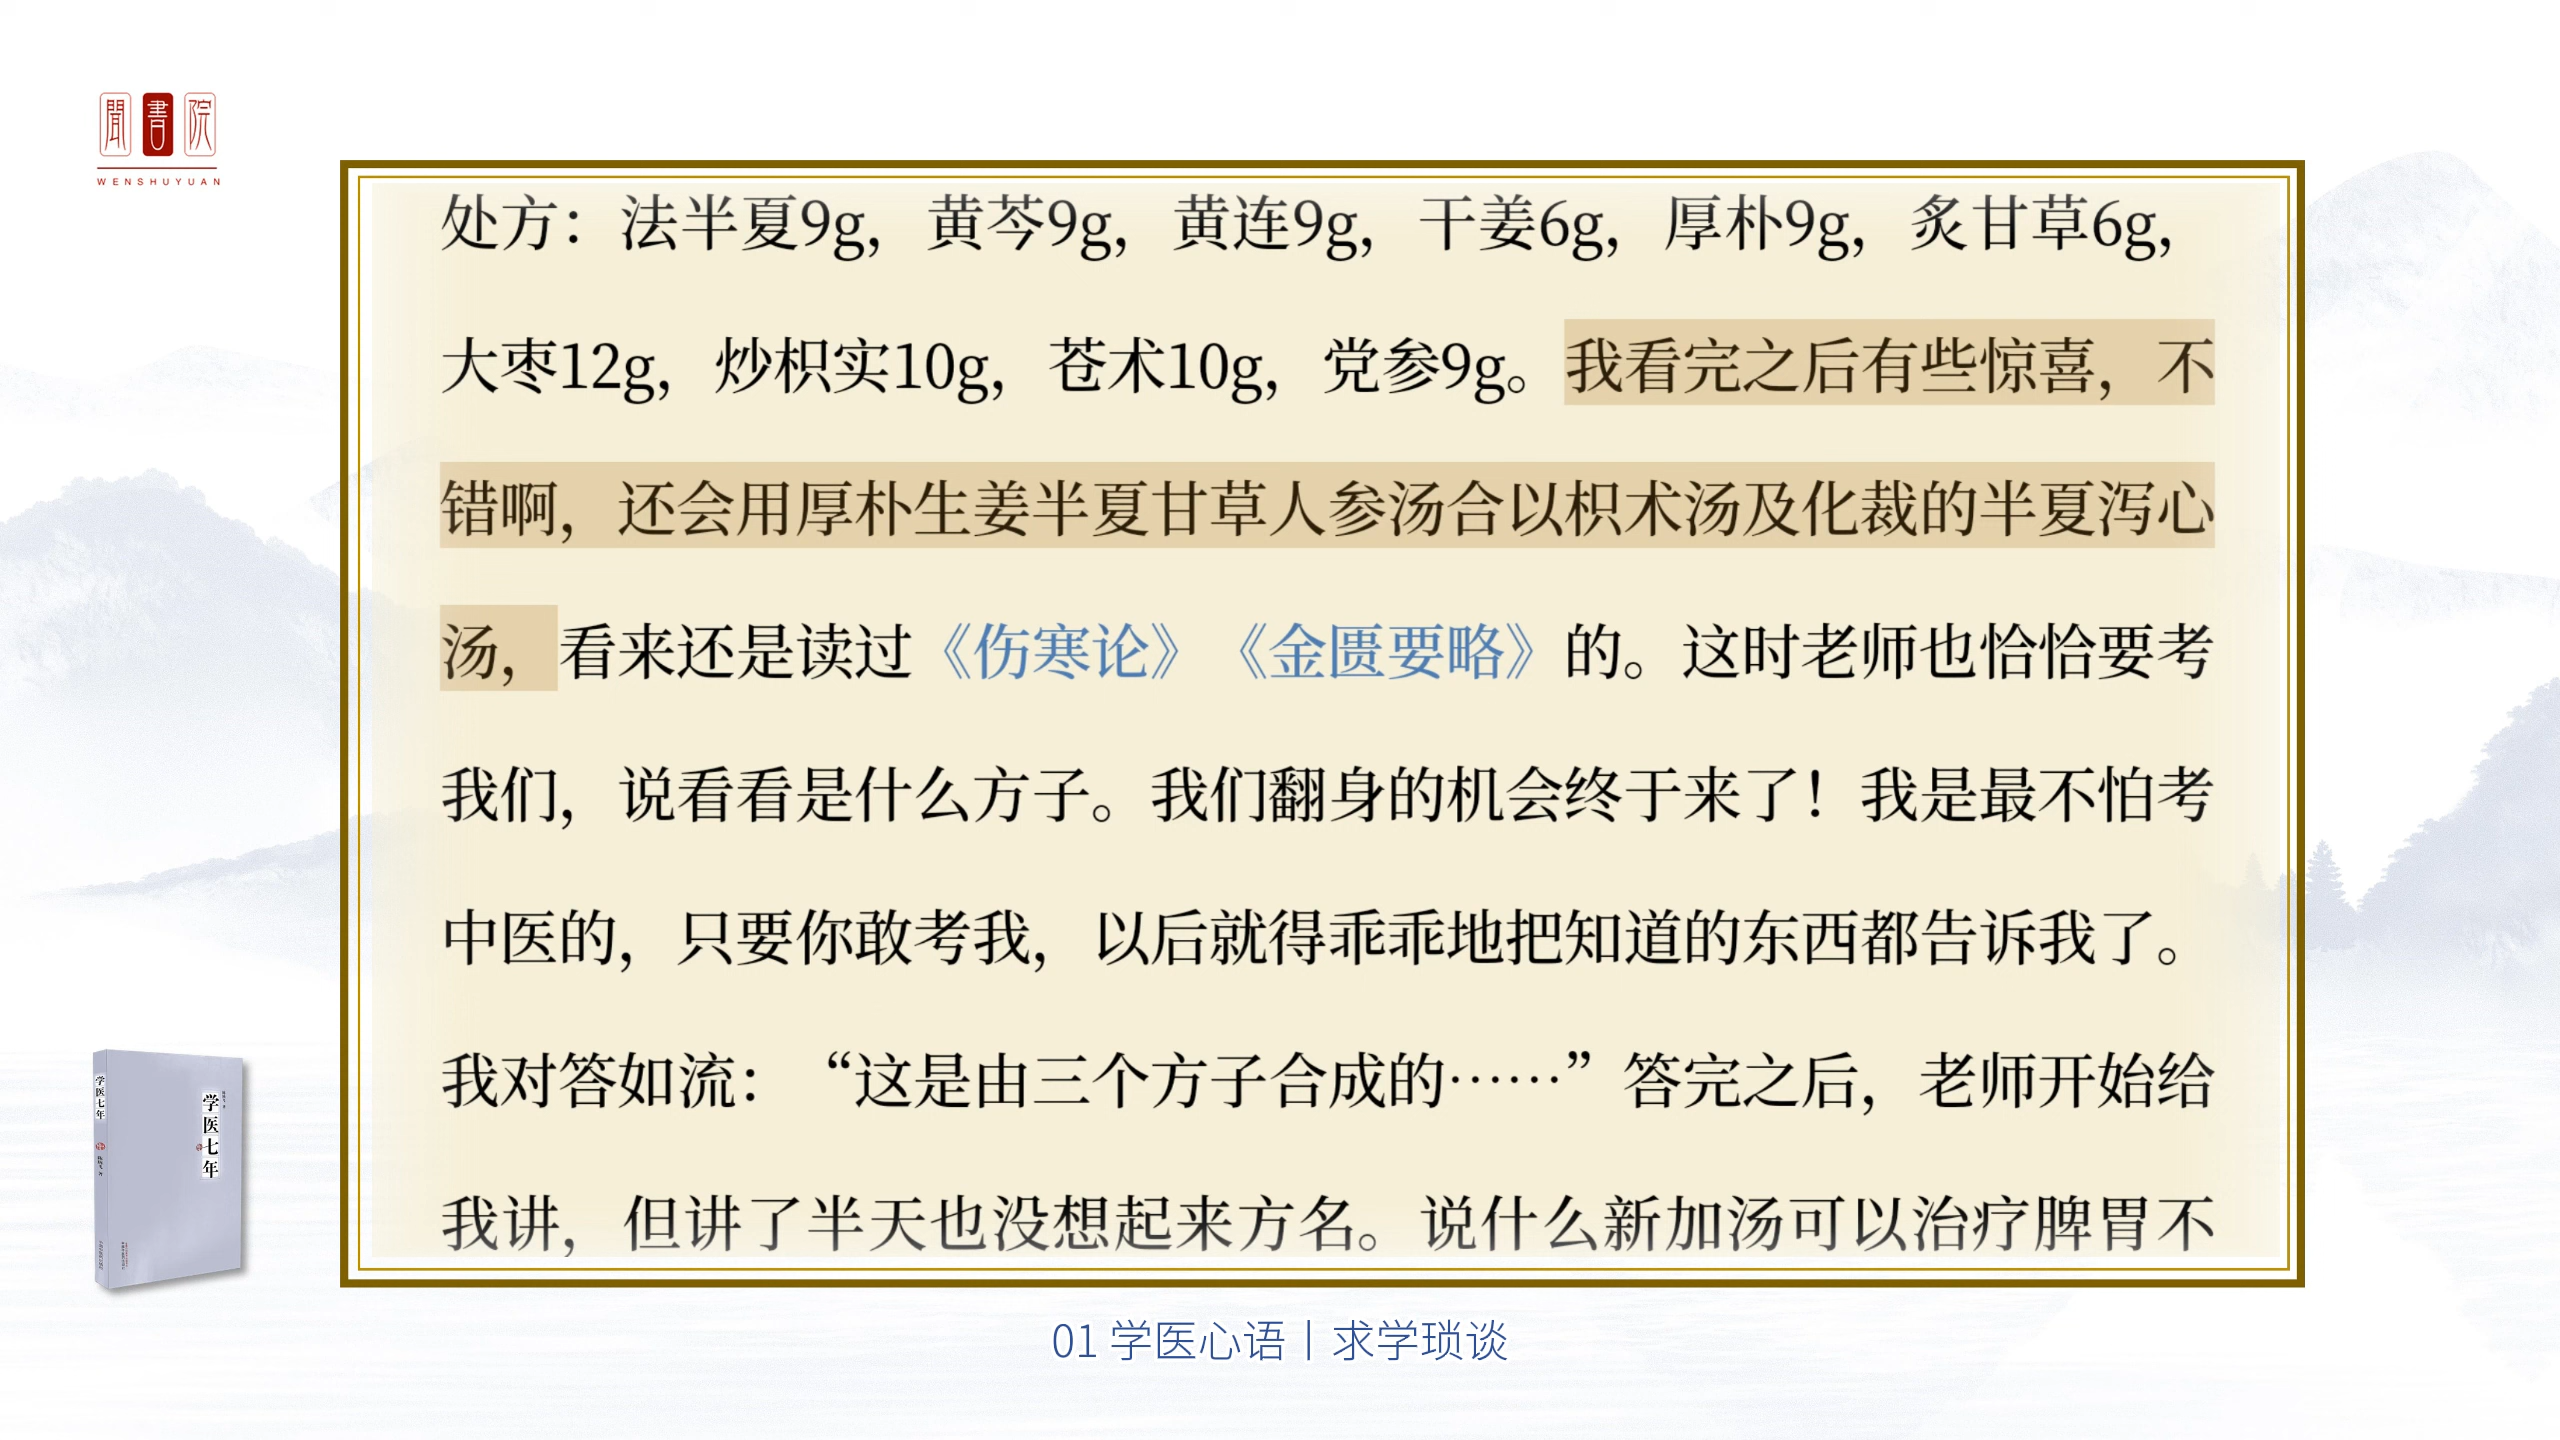 聞書院
WENSHUYUAN
处方：法半夏9g，黄芩9g，黄连9g，干姜6g，厚朴9g，炙甘草6g，
大枣12g，炒枳实10g，苍术10g，党参9g。我看完之后有些惊喜，不
错啊，还会用厚朴生姜半夏甘草人参汤合以枳术汤及化裁的半夏泻心
汤，看来还是读过《伤寒论》《金匮要略》的。这时老师也恰恰要考
我们，说看看是什么方子。我们翻身的机会终于来了！我是最不怕考
中医的，只要你敢考我，以后就得乖乖地把知道的东西都告诉我了。
我对答如流：“这是由三个方子合成的……”答完之后，老师开始给
我讲，但讲了半天也没想起来方名。说什么新加汤可以治疗脾胃不
学医七年
学医七年
01 学医心语丨求学琐谈